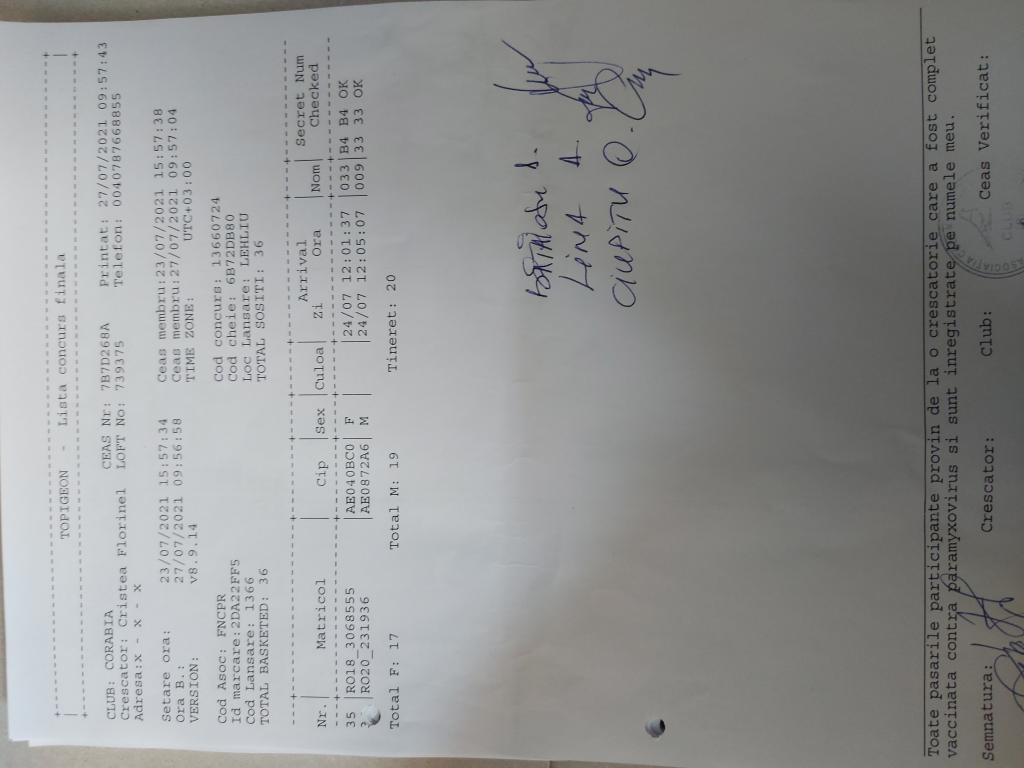 TOPIGEON - Lista concurs finala
CLUB: CORABIA CEAS Nr: 7B7D268A Printat: 27/07/2021 09:57:43
Crescator: Cristea Florinel LOFT No: 739375 Telefon: 0040787668855
Adresa:x - x - x
Setare ora: 23/07/2021 15:57:34 Ceas membru:23/07/2021 15:57:38
Ora B.: 27/07/2021 09:56:58 Ceas membru:27/07/2021 09:57:04
VERSION: v8.9.14 TIME ZONE: UTC+03:00
Cod Asoc: FNCPR Cod concurs: 13660724
Id marcare:2DA22FF5 Cod cheie: 6B72DB80
Cod Lansare: 1366 Loc Lansare: LEHLIU
TOTAL BASKETED: 36 TOTAL SOSITI: 36
Nr.| Matricol | Cip |Sex |Culoa| Arrival Zi Ora |Nom| Secret Num Checked
35 |RO18_3068555 |AE040BC0| F | |24/07 12:01:37 |033|B4 B4 OK
|RO20_231936 |AE0872A6| M | |24/07 12:05:07 |009|33 33 OK
Total F: 17 Total M: 19 Tineret: 20
LINA A.
CIUPITU O.
Toate pasarile participante provin de la o crescatorie care a fost complet
vaccinata contra paramyxovirus si sunt inregistrate pe numele meu.
Semnatura: Crescator: Club: Ceas Verificat:
ASOCIATIA
CLUB